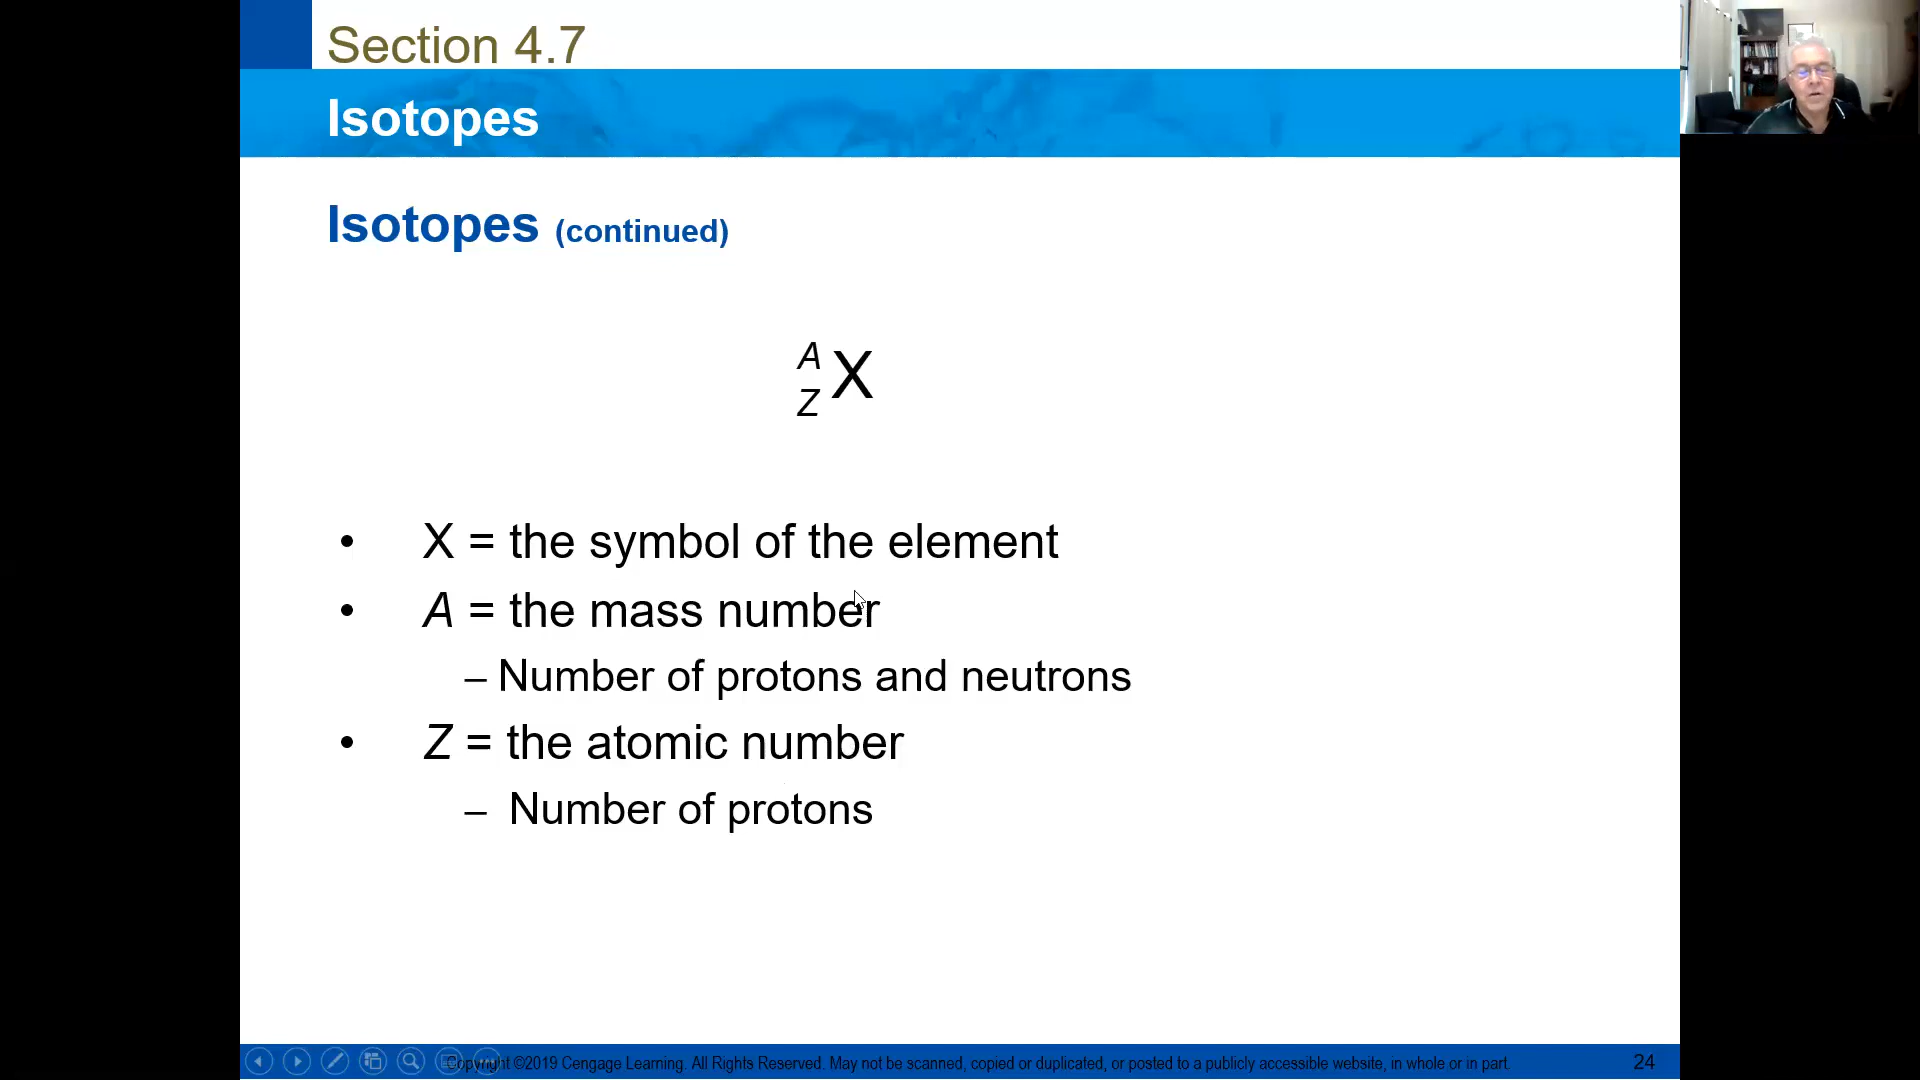 Section 4.7
Isotopes
Isotopes (continued)
A
Z X
• X = the symbol of the element
• A = the mass number
– Number of protons and neutrons
• Z = the atomic number
– Number of protons
Copyright ©2019 Cengage Learning. All Rights Reserved. May not be scanned, copied or duplicated, or posted to a publicly accessible website, in whole or in part. 24